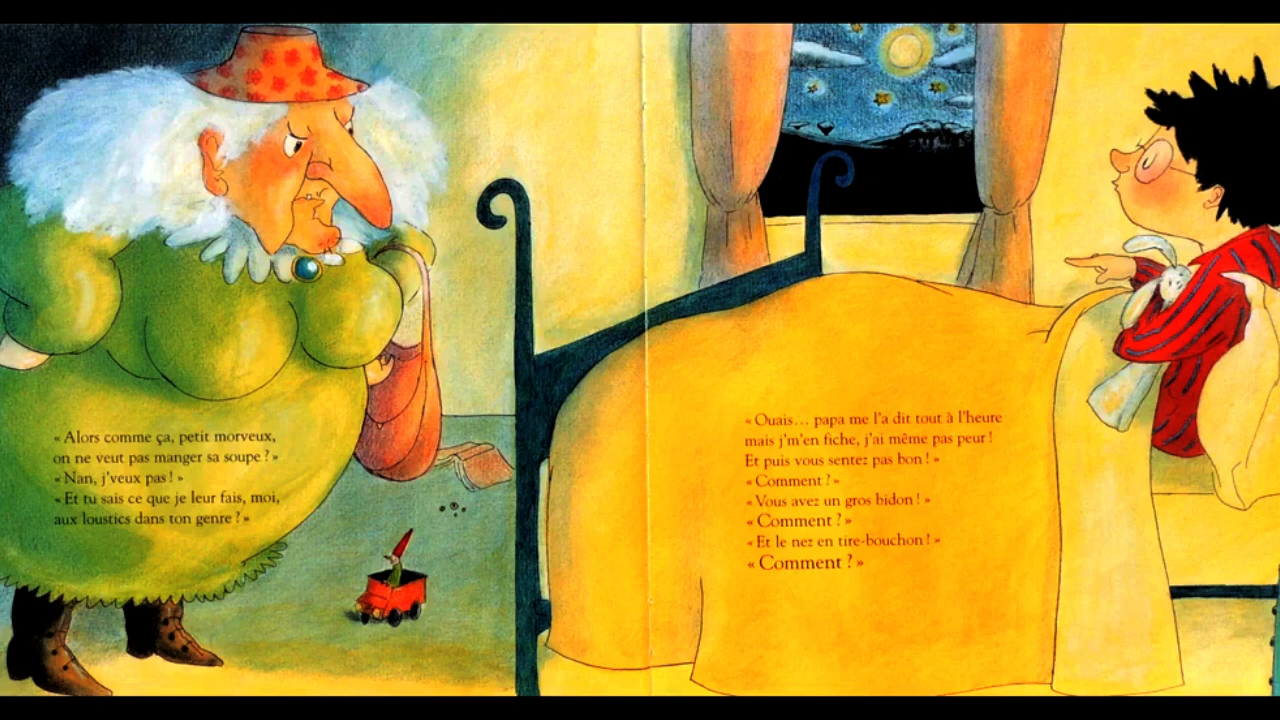 « Alors comme ça, petit morveux,
on ne veut pas manger sa soupe ? »
« Nan, j'veux pas ! »
« Et tu sais ce que je leur fais, moi,
aux loustics dans ton genre ? »
« Ouais... papa me l'a dit tout à l'heure
mais j'm'en fiche, j'ai même pas peur !
Et puis vous sentez pas bon ! »
« Comment ? »
« Vous avez un gros bidon ! »
« Comment ? »
« Et le nez en tire-bouchon ! »
« Comment ? »